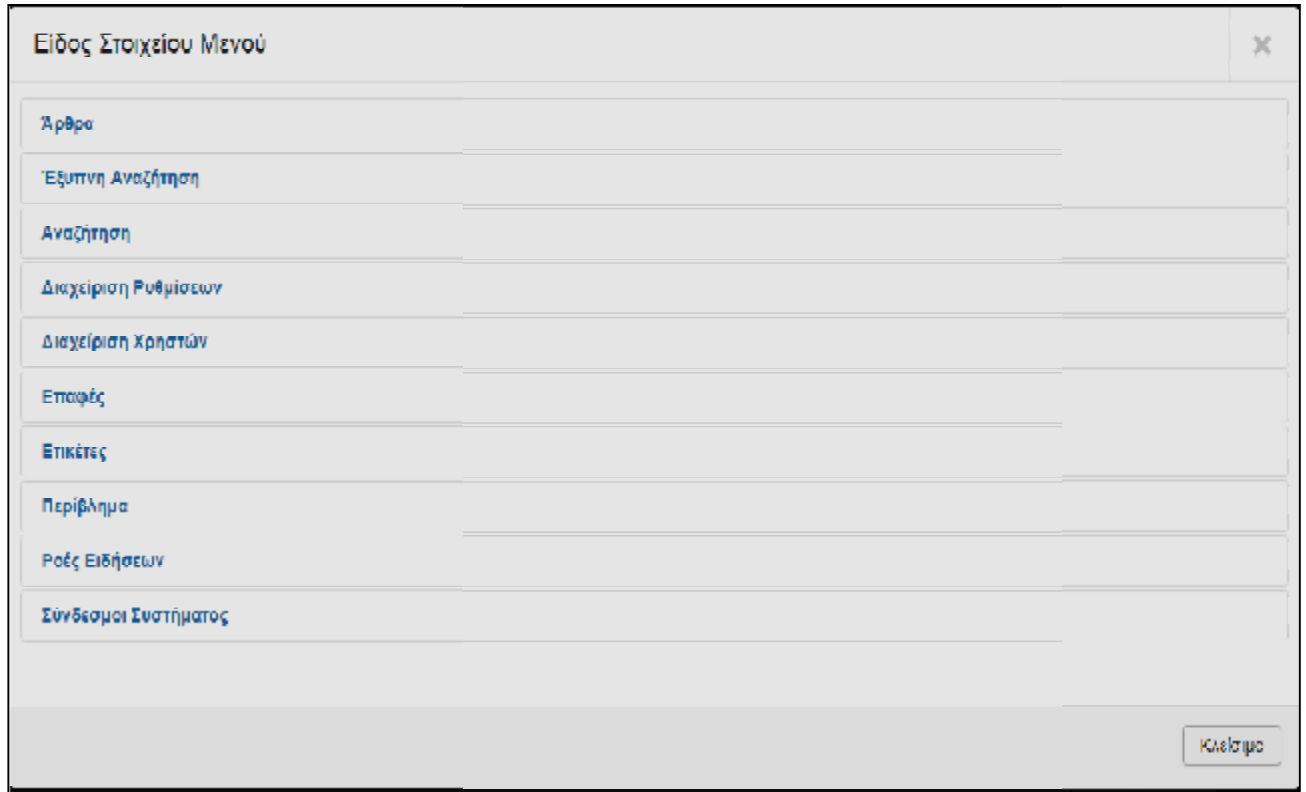 Είδος Στοιχείου Μενού
×
Άρθρα
Έξυπνη Αναζήτηση
Αναζήτηση
Διαχείριση Ρυθμίσεων
Διαχείριση Χρηστών
Επαφές
Ετικέτες
Περίβλημα
Ροές Ειδήσεων
Σύνδεσμοι Συστήματος
Κλείσιμο